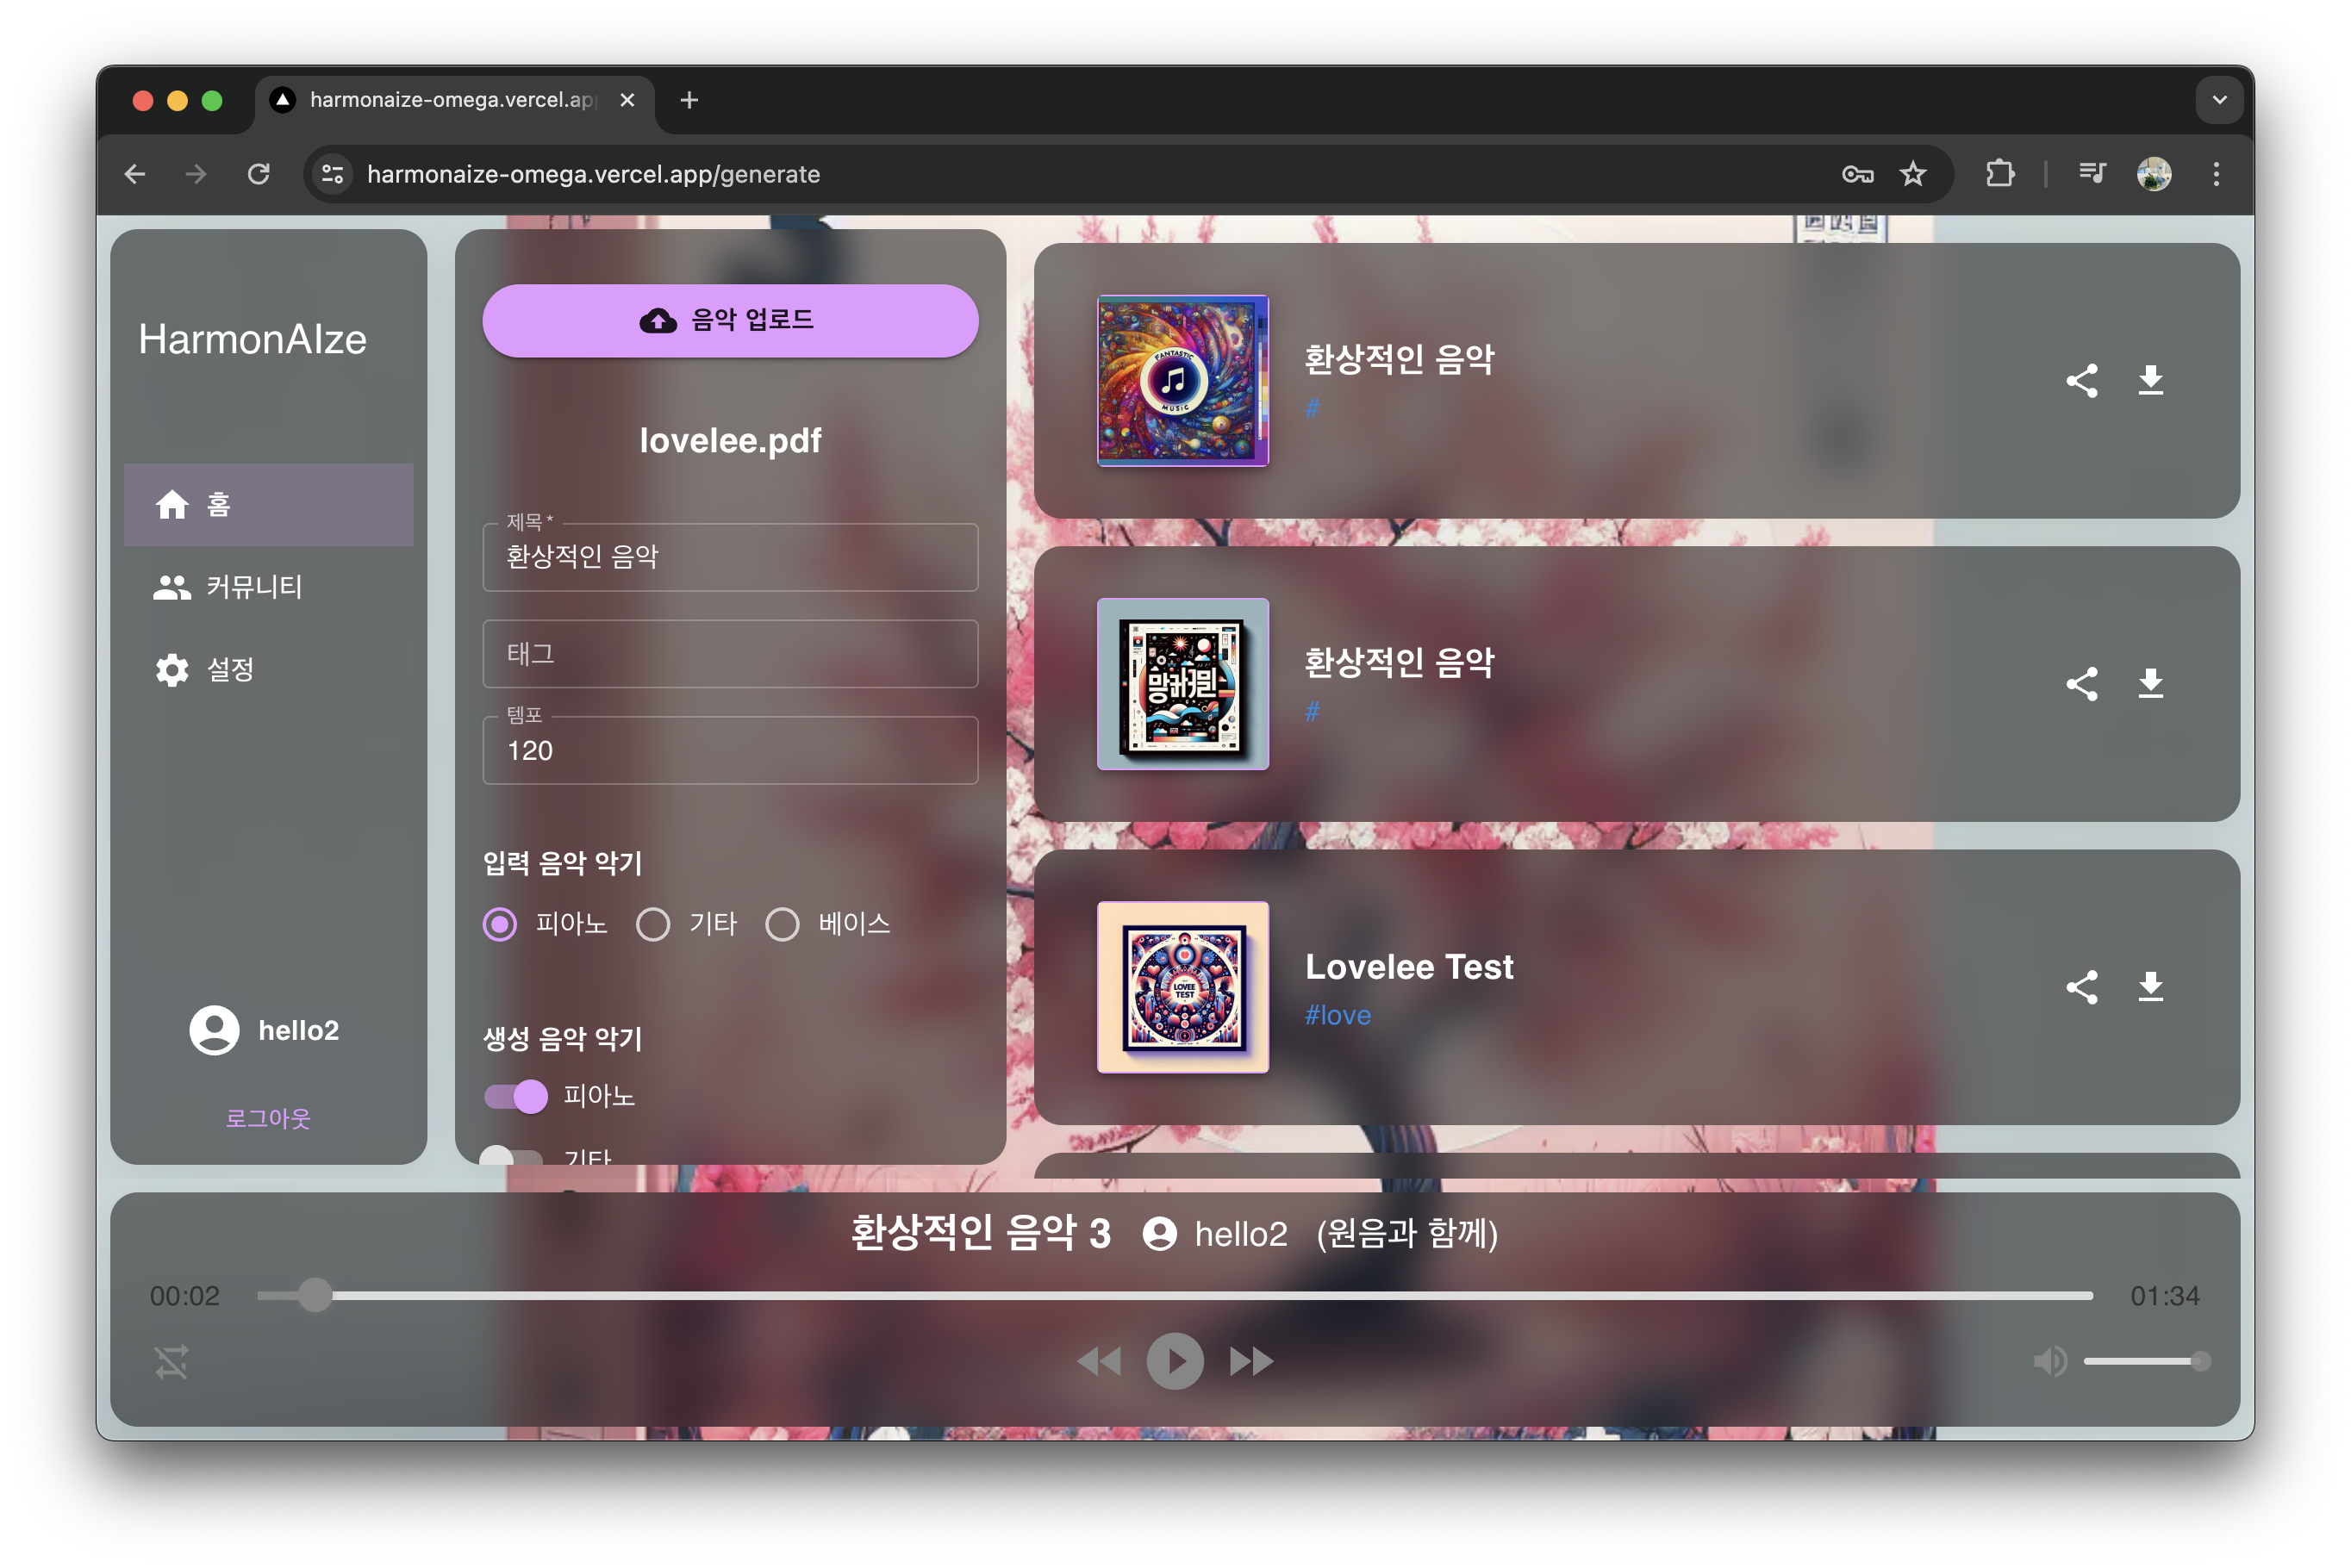 harmonaize-omega.vercel.ap
harmonaize-omega.vercel.app/generate
HarmonAIze
홈
커뮤니티
설정
hello2
로그아웃
음악 업로드
lovelee.pdf
제목 *
환상적인 음악
태그
템포
120
입력 음악 악기
피아노 기타 베이스
생성 음악 악기
피아노
기타
FANTASTIC
MUSIC
환상적인 음악
#
환상적인 음악
#
LOVEE
TEST
Lovelee Test
#love
환상적인 음악 3 hello2 (원음과 함께)
00:02 01:34